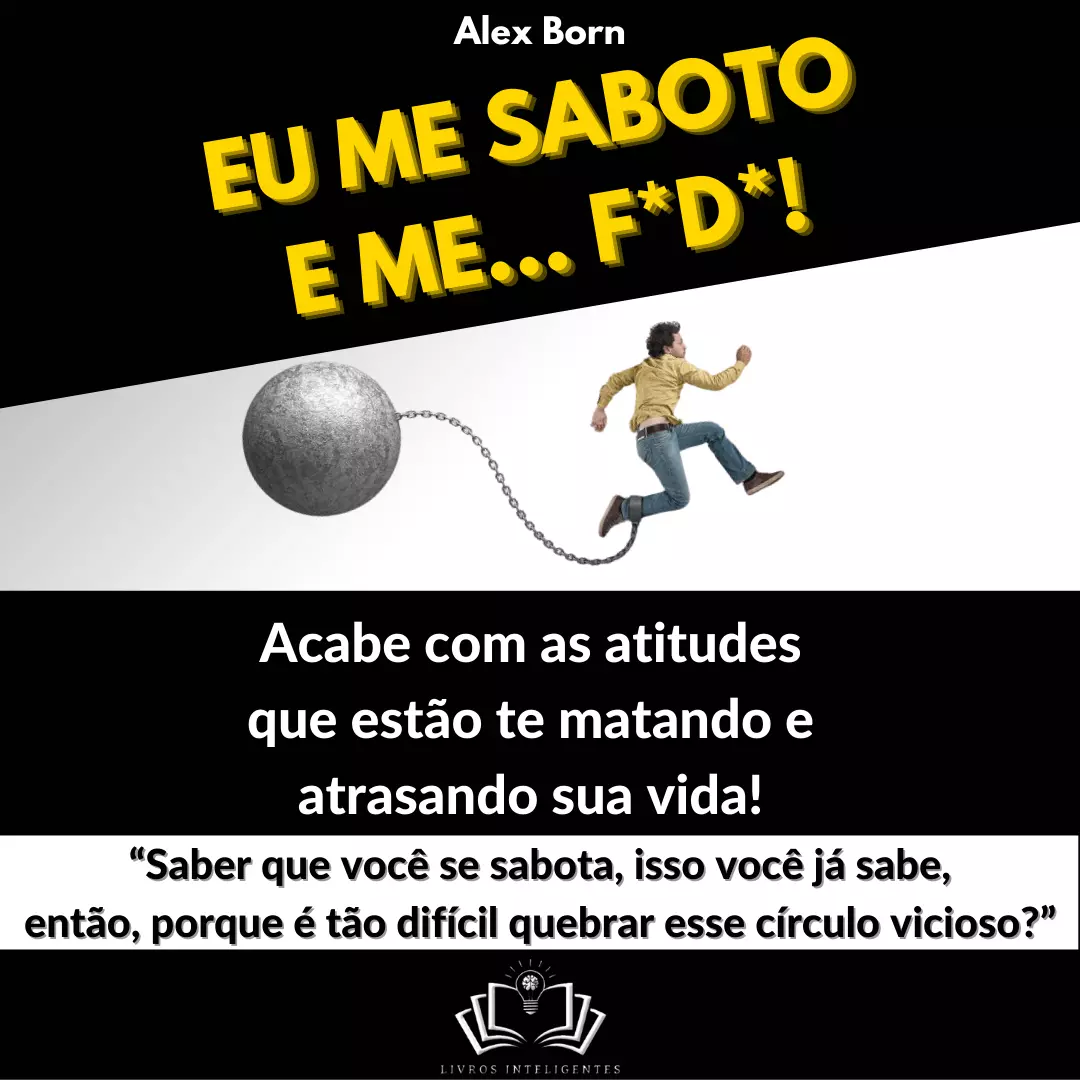 Alex Born
EU ME SABOTO
E ME... F*D*!
Acabe com as atitudes
que estão te matando e
atrasando sua vida!
“Saber que você se sabota, isso você já sabe,
então, porque é tão difícil quebrar esse círculo vicioso?”
LIVROS INTELIGENTES